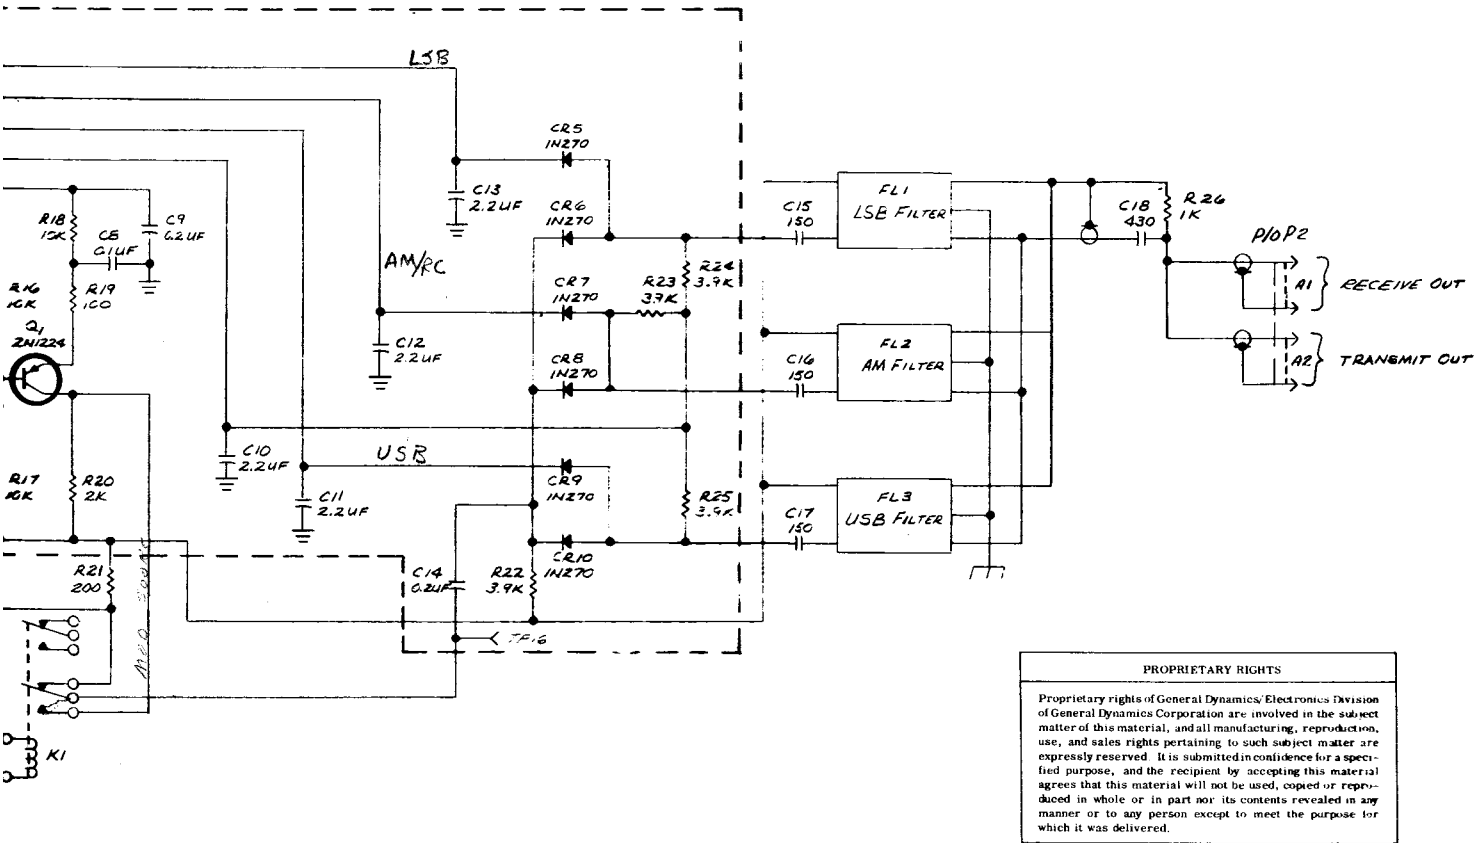 LSB
CR5
1N270
C13
2.2UF
CR6
1N270
R18
C9
C8
AM/RC
R19
R16
Q1
2N1224
CR7
1N270
R23
3.9K
R24
3.9K
C12
2.2UF
CR8
1N270
C10
2.2UF
USB
CR9
1N270
C11
2.2UF
R17
R20
2K
R25
3.9K
R21
200
C14
0.2UF
R22
3.9K
CR10
1N270
K1
C15
150
FL1
LSB FILTER
C18
430
R26
1K
P/O P2
A1
RECEIVE OUT
C16
150
FL2
AM FILTER
A2
TRANSMIT OUT
C17
150
FL3
USB FILTER
PROPRIETARY RIGHTS
Proprietary rights of General Dynamics/Electronics Division
of General Dynamics Corporation are involved in the subject
matter of this material, and all manufacturing, reproduction,
use, and sales rights pertaining to such subject matter are
expressly reserved. It is submitted in confidence for a speci-
fied purpose, and the recipient by accepting this material
agrees that this material will not be used, copied or repro-
duced in whole or in part nor its contents revealed in any
manner or to any person except to meet the purpose for
which it was delivered.